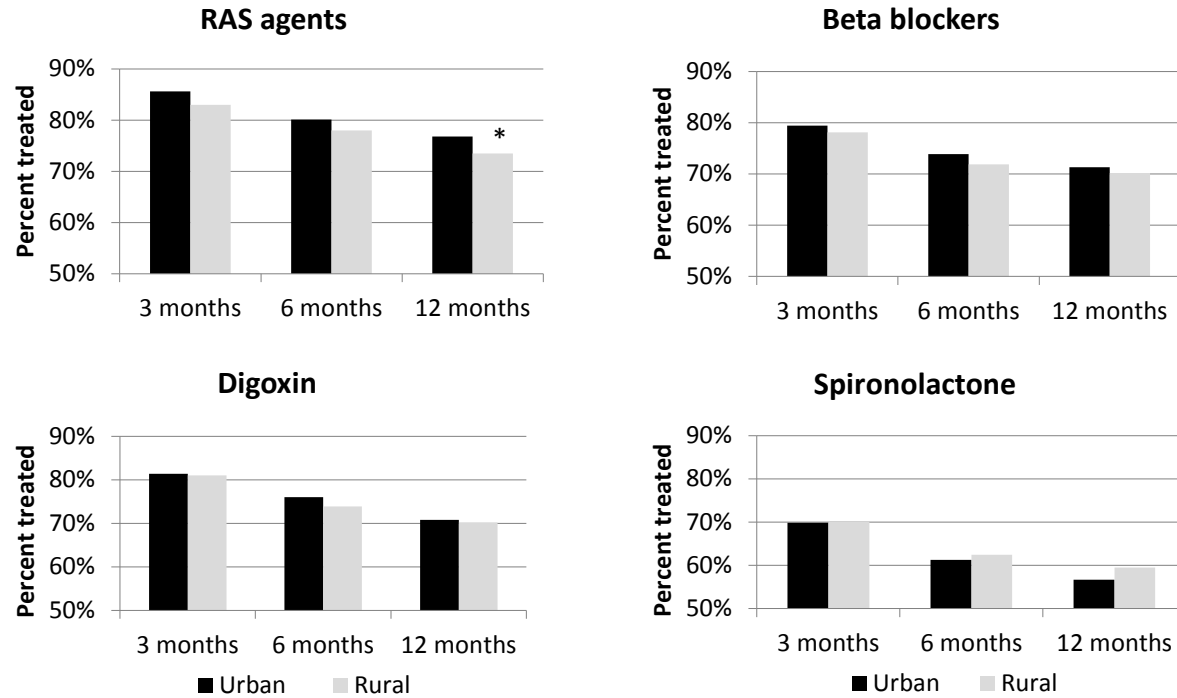 RAS agents
Percent treated
90%
80%
70%
60%
50%
*
3 months 6 months 12 months
Beta blockers
Percent treated
90%
80%
70%
60%
50%
3 months 6 months 12 months
Digoxin
Percent treated
90%
80%
70%
60%
50%
3 months 6 months 12 months
Urban Rural
Spironolactone
Percent treated
90%
80%
70%
60%
50%
3 months 6 months 12 months
Urban Rural